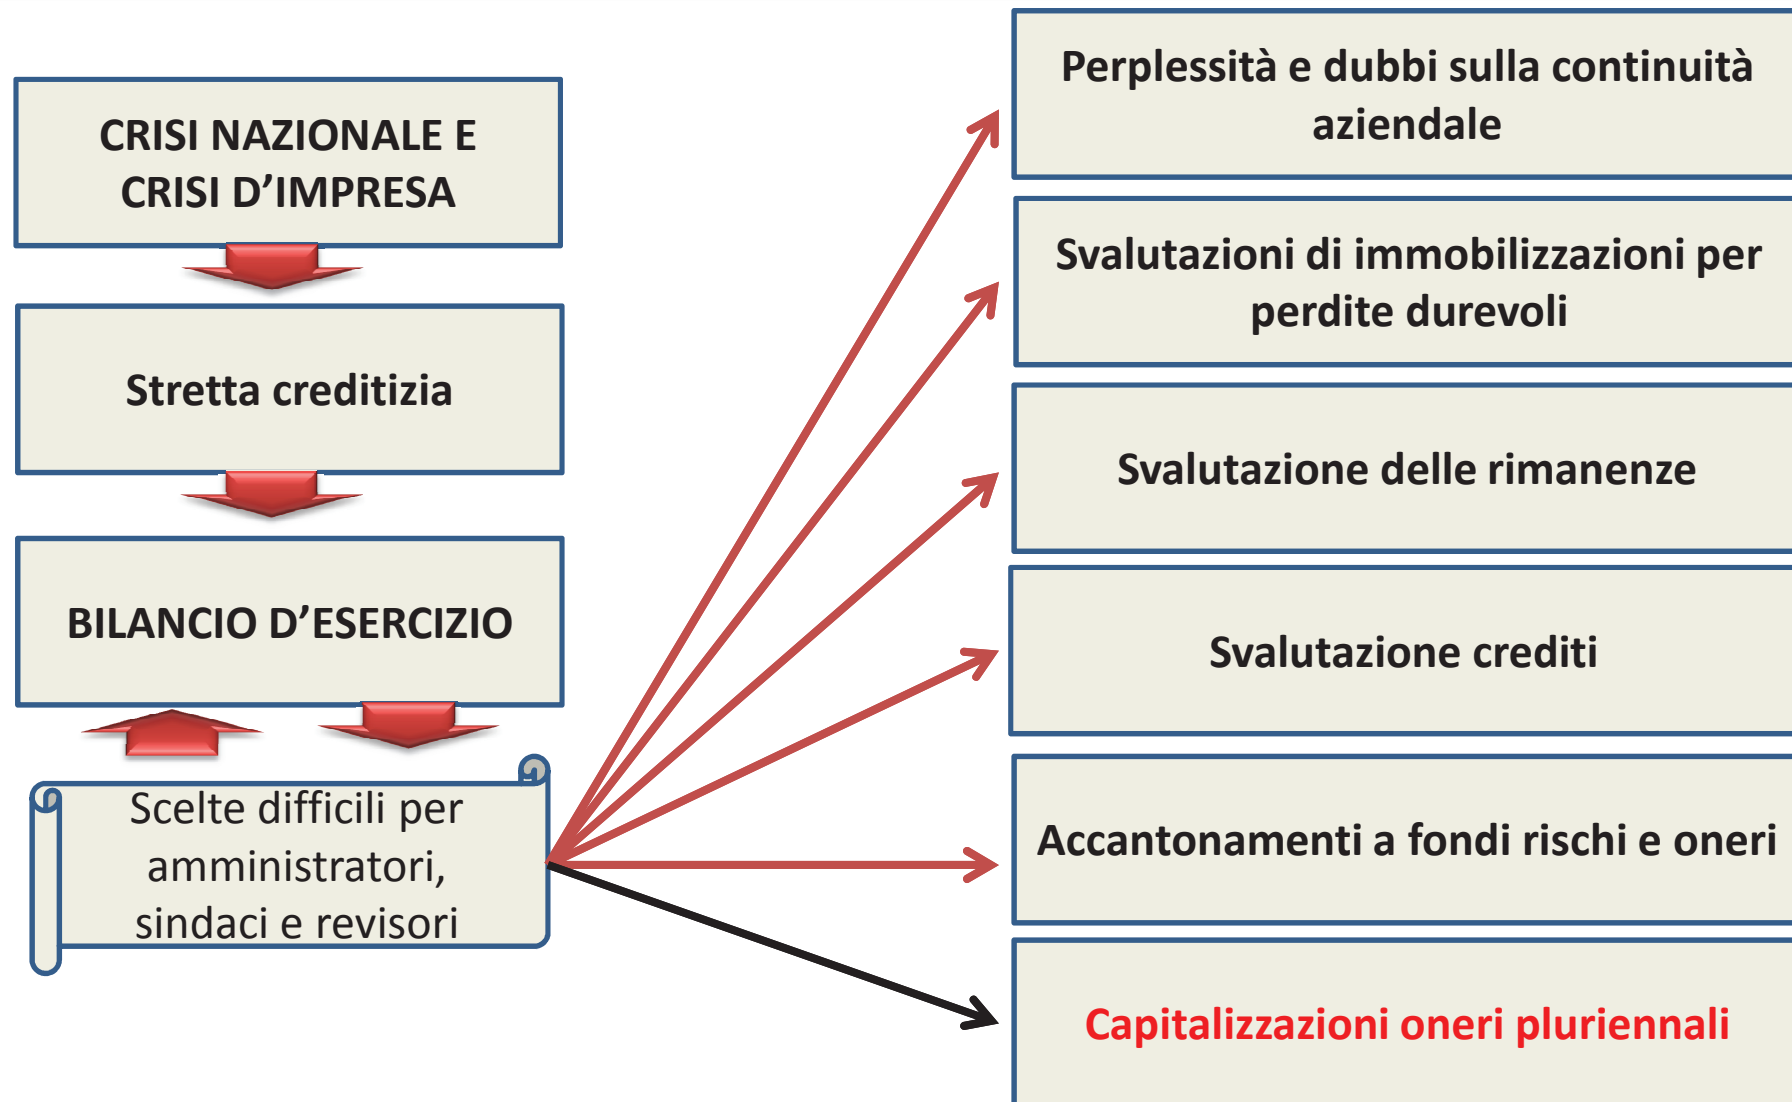 CRISI NAZIONALE E
CRISI D’IMPRESA
Stretta creditizia
BILANCIO D’ESERCIZIO
Scelte difficili per
amministratori,
sindaci e revisori
Perplessità e dubbi sulla continuità
aziendale
Svalutazioni di immobilizzazioni per
perdite durevoli
Svalutazione delle rimanenze
Svalutazione crediti
Accantonamenti a fondi rischi e oneri
Capitalizzazioni oneri pluriennali